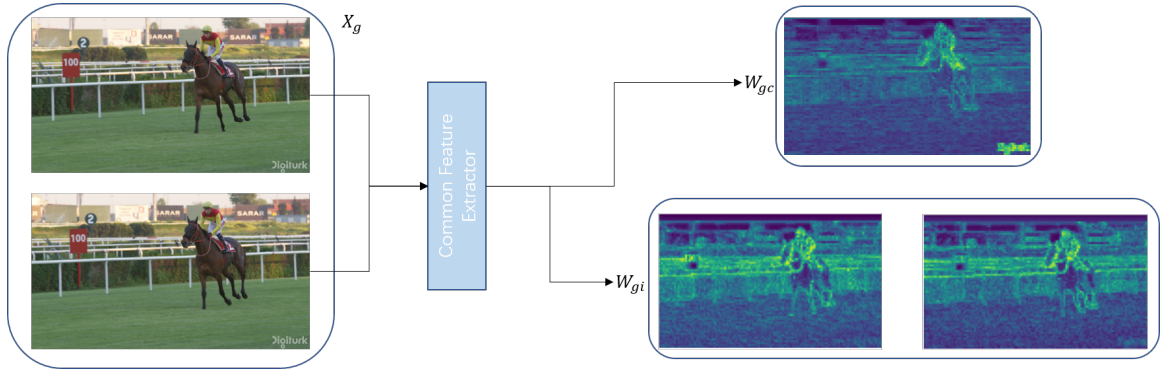 X_g
2
SARAR
SARAR
100
Digiturk
2
SARAR
SARAR
100
Digiturk
Common Feature
Extractor
W_gc
W_gi